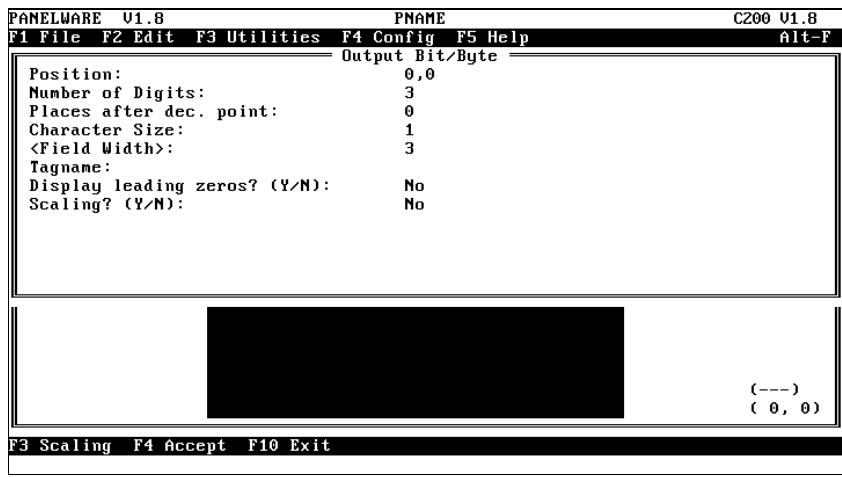 PANELWARE V1.8 PNAME C200 V1.8
F1 File F2 Edit F3 Utilities F4 Config F5 Help Alt-F
Output Bit/Byte
Position: 0,0
Number of Digits: 3
Places after dec. point: 0
Character Size: 1
<Field Width>: 3
Tagname:
Display leading zeros? (Y/N): No
Scaling? (Y/N): No
(---)
( 0, 0)
F3 Scaling F4 Accept F10 Exit